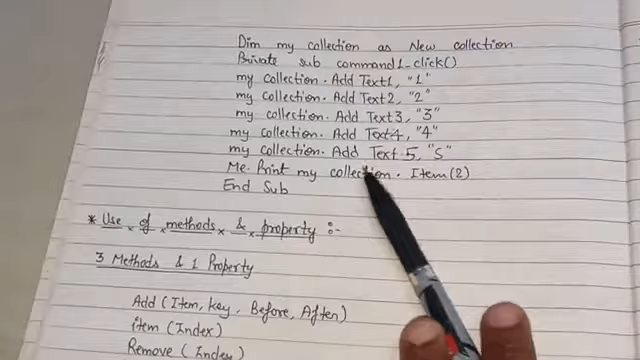 Dim my collection as New collection
Private sub command1_click()
my collection. Add Text1, "1"
my collection. Add Text2, "2"
my collection. Add Text3, "3"
my collection. Add Text4, "4"
my collection. Add Text 5, "5"
Me. Print my collection. Item(2)
End Sub
* Use of methods & property :-
3 Methods & 1 Property
Add (Item, key, Before, After)
item (Index)
Remove (Index)